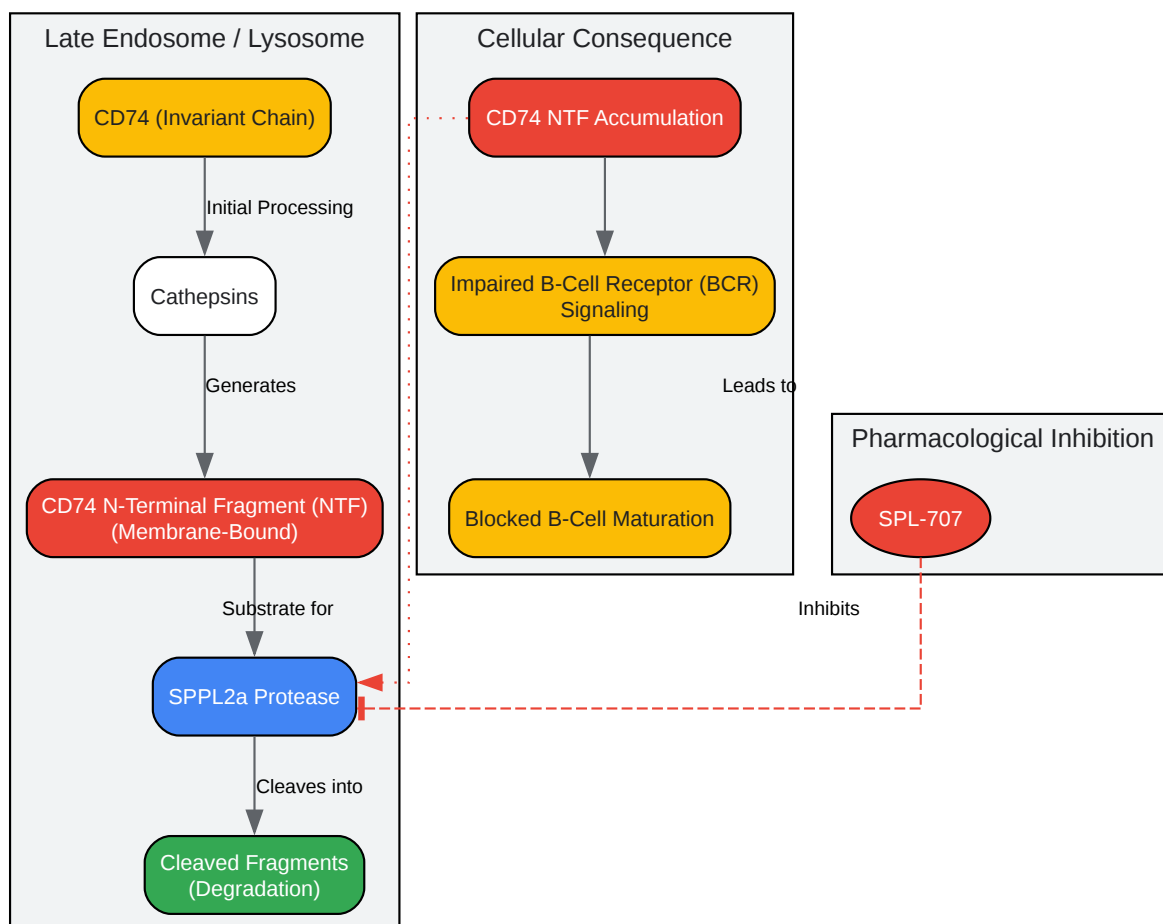 Late Endosome / Lysosome
CD74 (Invariant Chain)
Initial Processing
Cathepsins
Generates
CD74 N-Terminal Fragment (NTF)
(Membrane-Bound)
Substrate for
SPPL2a Protease
Cleaves into
Cleaved Fragments
(Degradation)
Cellular Consequence
CD74 NTF Accumulation
Impaired B-Cell Receptor (BCR)
Signaling
Leads to
Blocked B-Cell Maturation
Pharmacological Inhibition
SPL-707
Inhibits